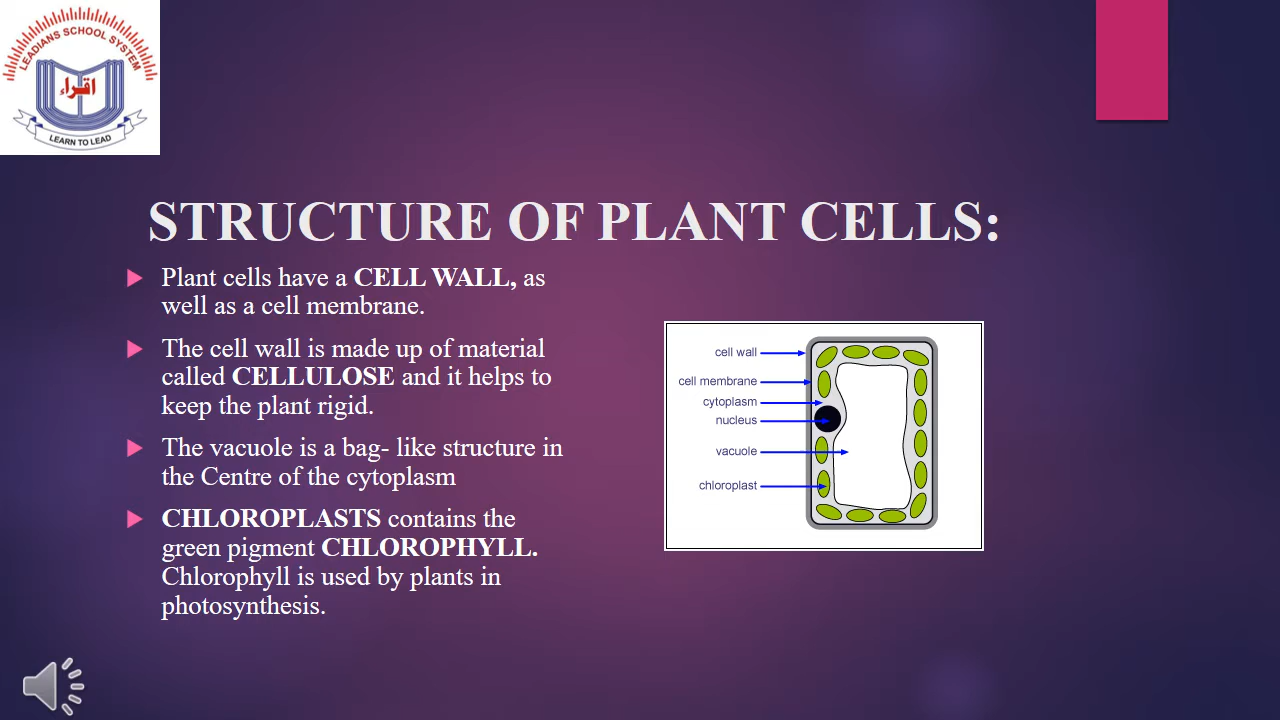 LEADIANS SCHOOL SYSTEM
اقراء
LEARN TO LEAD
STRUCTURE OF PLANT CELLS:
Plant cells have a CELL WALL, as
well as a cell membrane.
The cell wall is made up of material
called CELLULOSE and it helps to
keep the plant rigid.
The vacuole is a bag- like structure in
the Centre of the cytoplasm
CHLOROPLASTS contains the
green pigment CHLOROPHYLL.
Chlorophyll is used by plants in
photosynthesis.
cell wall
cell membrane
cytoplasm
nucleus
vacuole
chloroplast